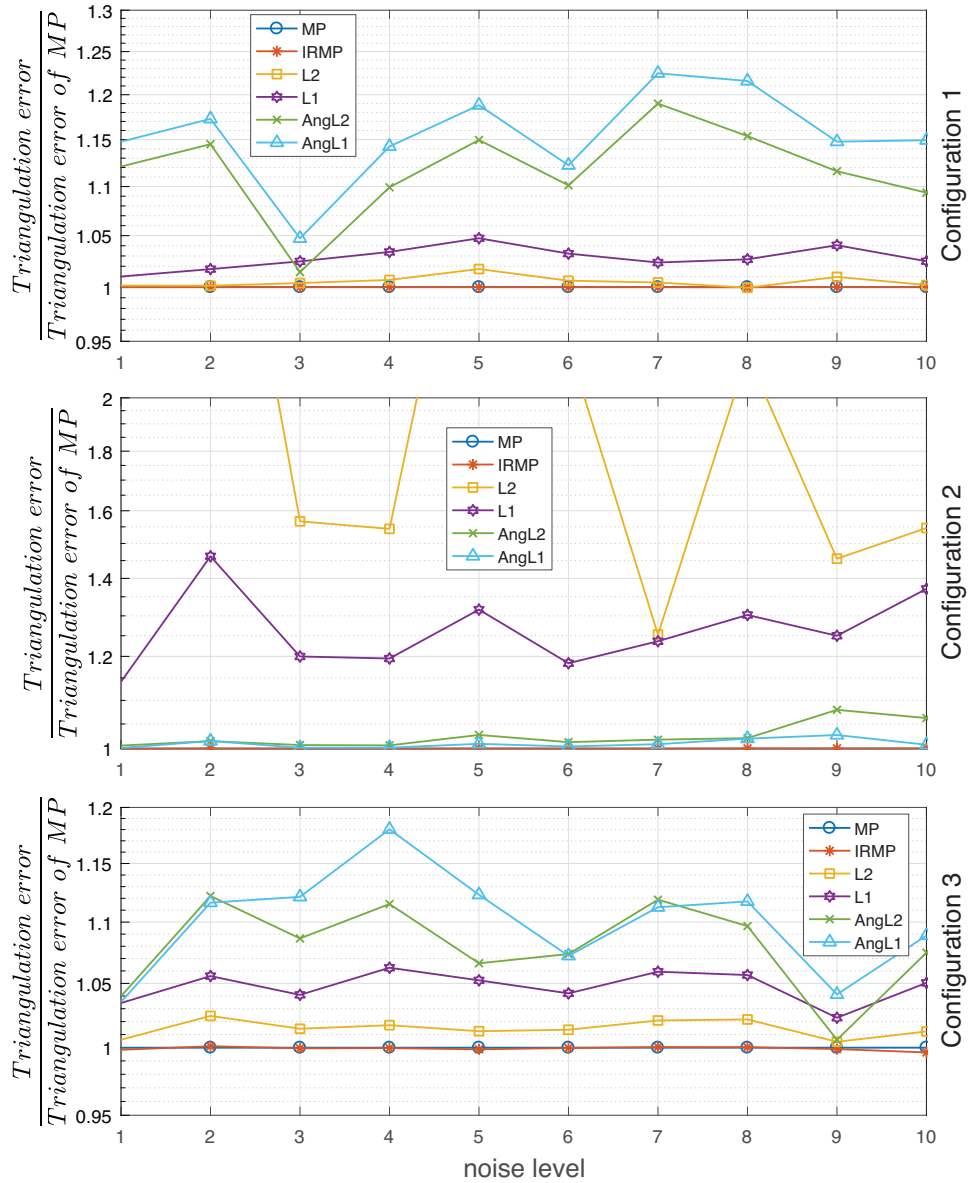 Triangulation error
Triangulation error of MP
1.3
1.25
1.2
1.15
1.1
1.05
1
0.95
MP
IRMP
L2
L1
AngL2
AngL1
1 2 3 4 5 6 7 8 9 10
Configuration 1
Triangulation error
Triangulation error of MP
2
1.8
1.6
1.4
1.2
1
MP
IRMP
L2
L1
AngL2
AngL1
1 2 3 4 5 6 7 8 9 10
Configuration 2
Triangulation error
Triangulation error of MP
1.2
1.15
1.1
1.05
1
0.95
MP
IRMP
L2
L1
AngL2
AngL1
1 2 3 4 5 6 7 8 9 10
Configuration 3
noise level